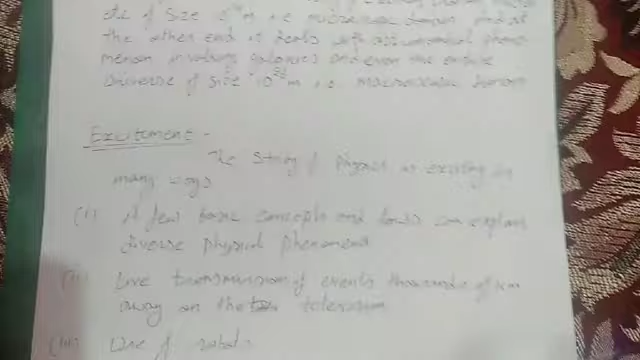 etc of size 10 m i.e microscopic domain and at
the other end it deals with astronomical pheno-
menon involving galaxies and even the entire
universe of size 10²⁶m i.e. macroscopic domain
Excitement -
The study of physics is exciting in
many ways
(i) A few basic concepts and laws can explain
diverse physical phenomena
(ii) Live transmission of events thousands of km
away on the television
(iii) Use of robots